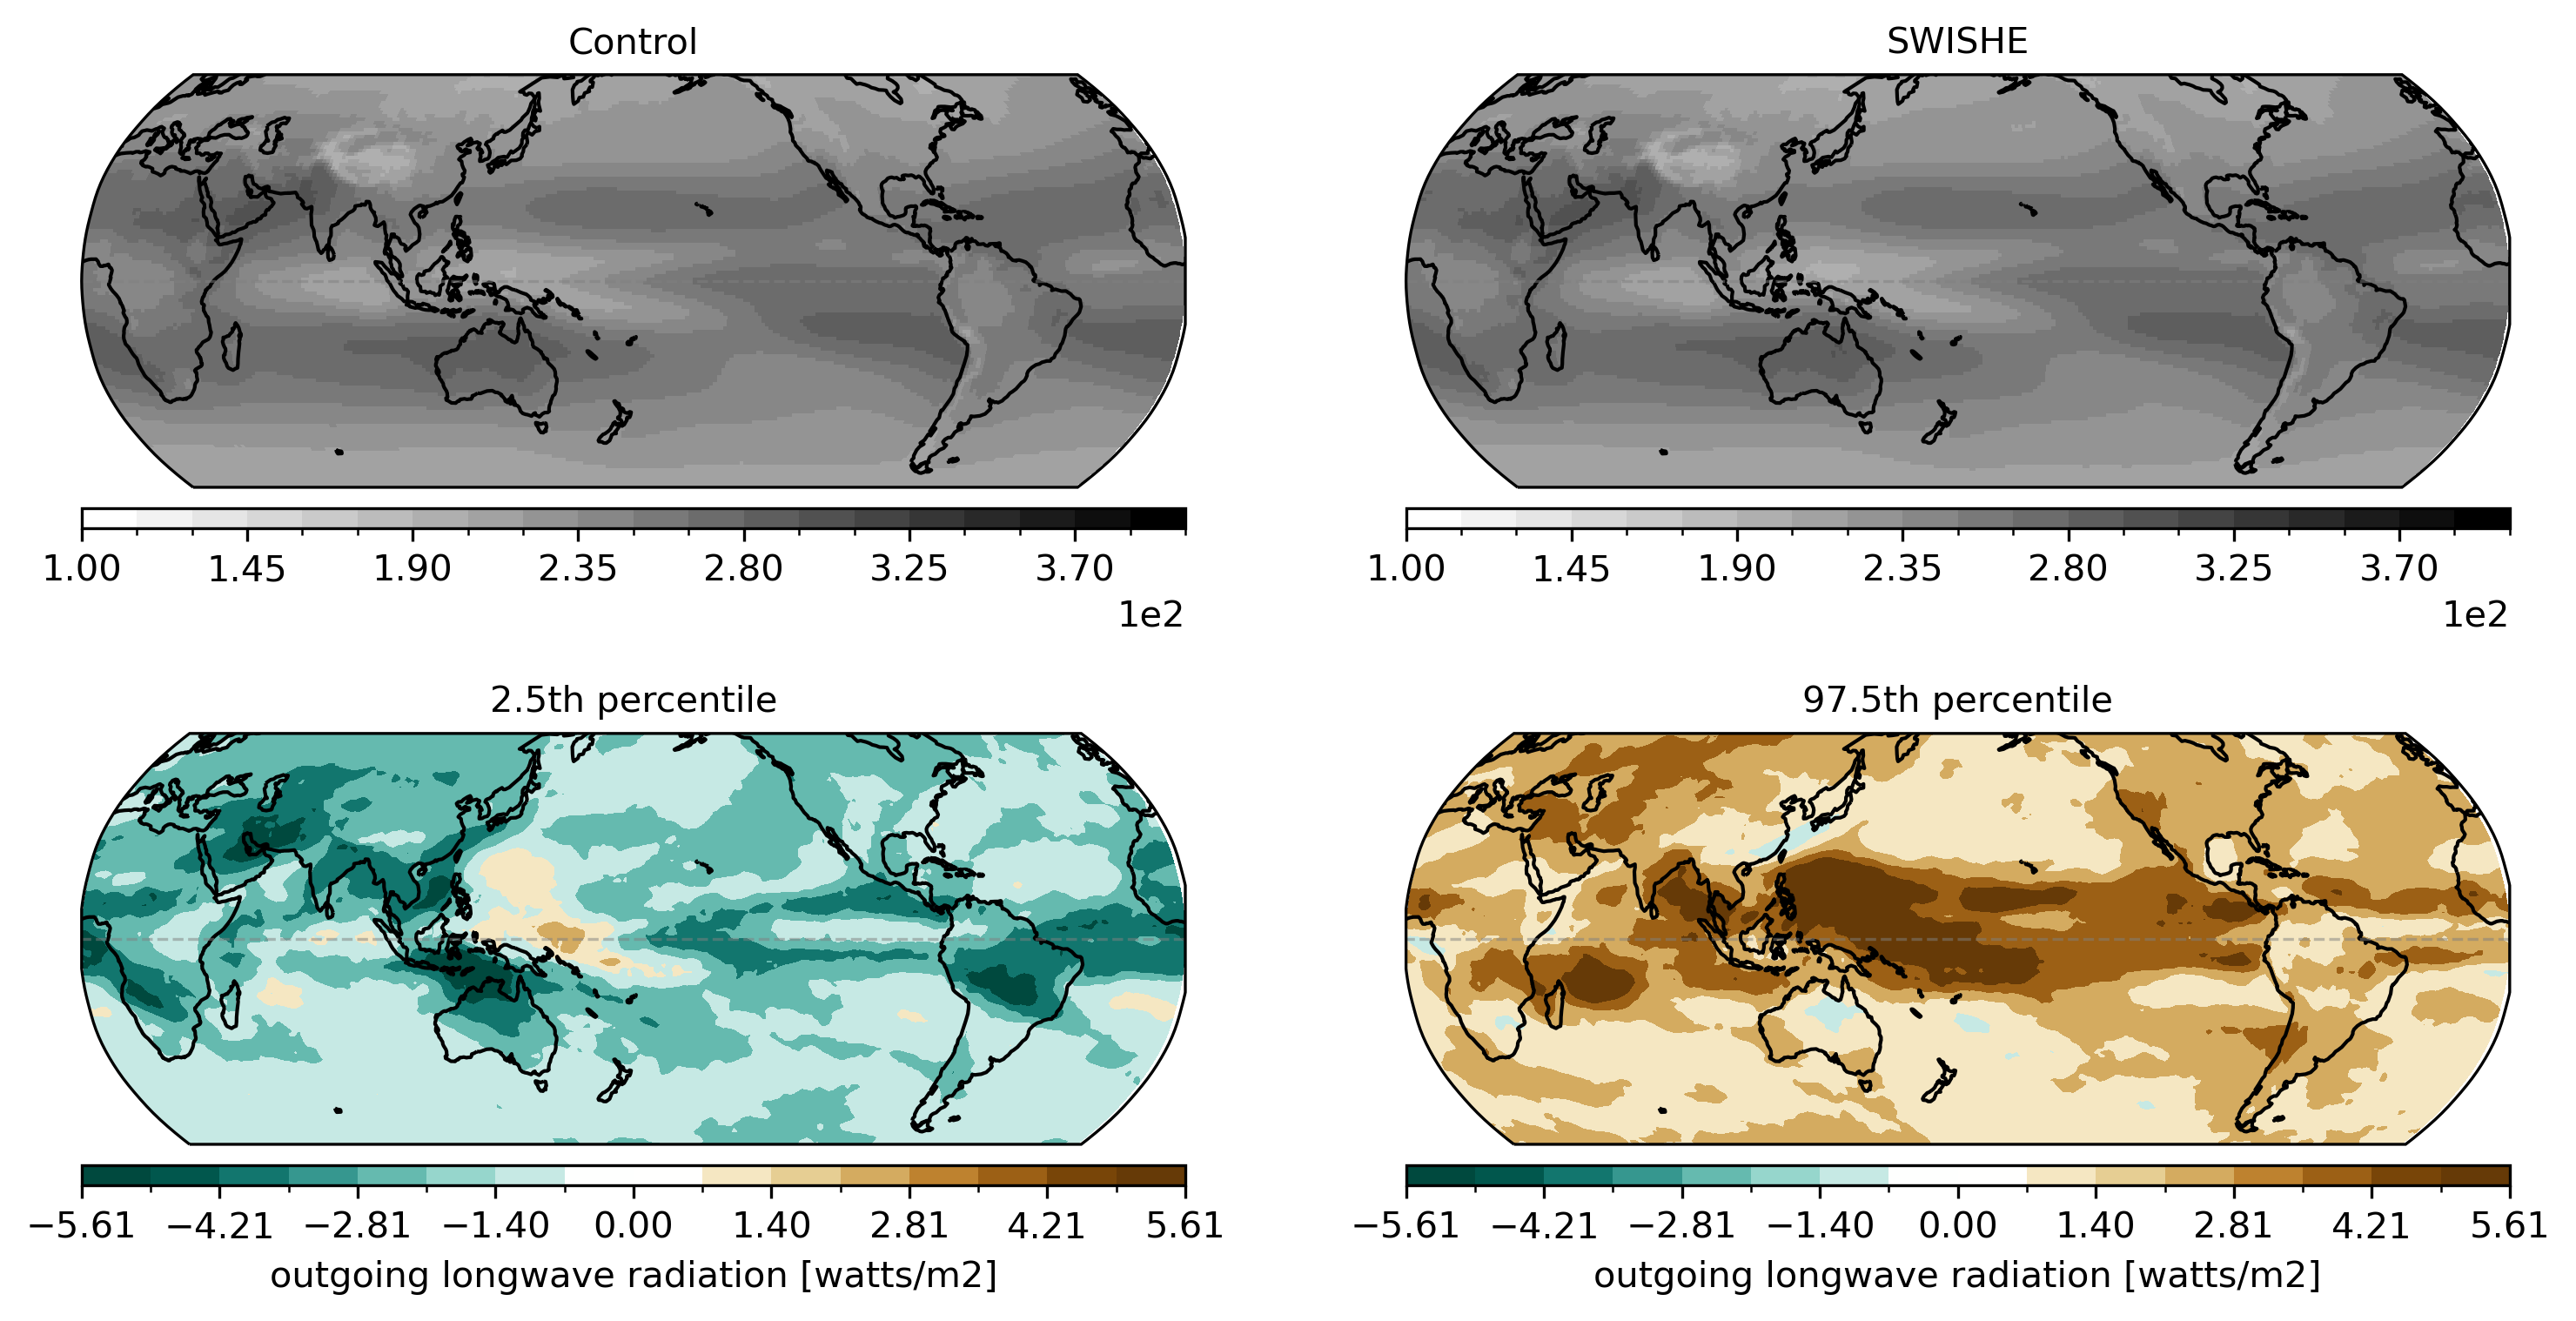 Control
SWISHE
1.00 1.45 1.90 2.35 2.80 3.25 3.70
1e2
1.00 1.45 1.90 2.35 2.80 3.25 3.70
1e2
2.5th percentile
97.5th percentile
−5.61 −4.21 −2.81 −1.40 0.00 1.40 2.81 4.21 5.61
outgoing longwave radiation [watts/m2]
−5.61 −4.21 −2.81 −1.40 0.00 1.40 2.81 4.21 5.61
outgoing longwave radiation [watts/m2]